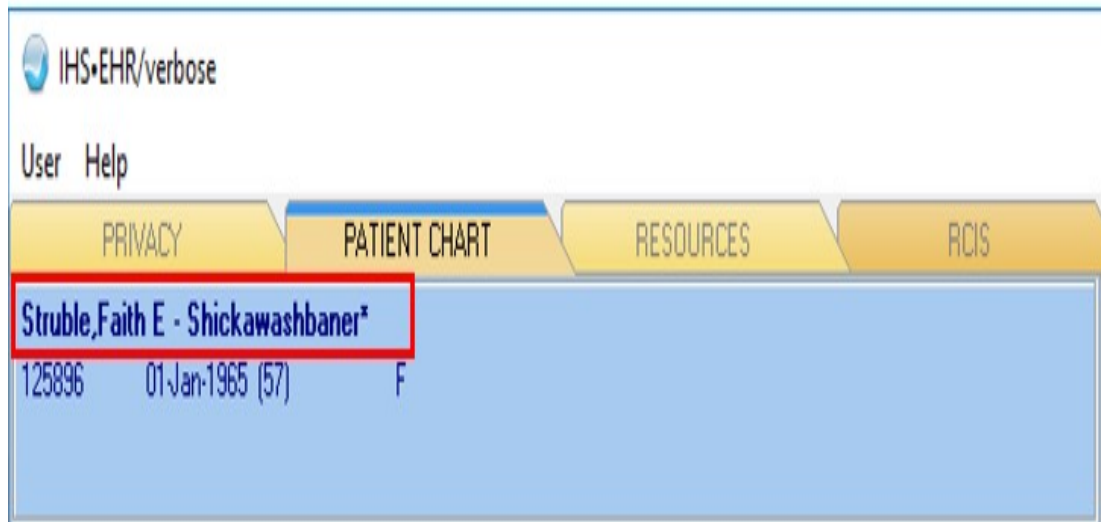 IHS•EHR/verbose
User Help
PRIVACY PATIENT CHART RESOURCES RCIS
Struble,Faith E - Shickawashbaner*
125896 01-Jan-1965 (57) F